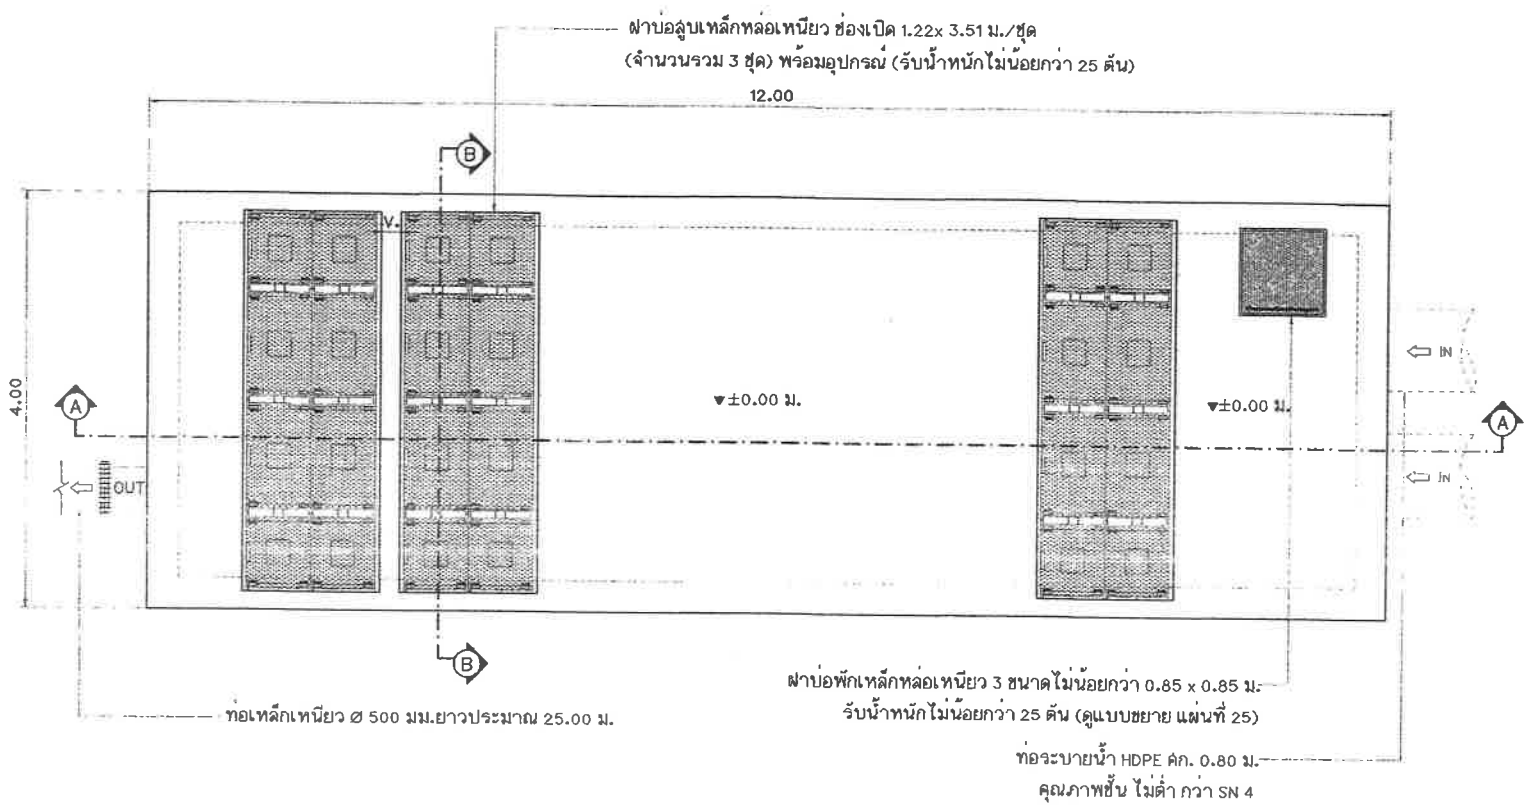 ฝาบ่อสูบเหล็กหล่อเหนียว ช่องเปิด 1.22x 3.51 ม./ชุด
(จำนวนรวม 3 ชุด) พร้อมอุปกรณ์ (รับน้ำหนักไม่น้อยกว่า 25 ตัน)
12.00
B
V.
4.00
IN
▼±0.00 ม.
▼±0.00 ม.
A
A
OUT
IN
B
ฝาบ่อพักเหล็กหล่อเหนียว 3 ขนาดไม่น้อยกว่า 0.85 x 0.85 ม.
รับน้ำหนักไม่น้อยกว่า 25 ตัน (ดูแบบขยาย แผ่นที่ 25)
ท่อเหล็กเหนียว Ø 500 มม.ยาวประมาณ 25.00 ม.
ท่อระบายน้ำ HDPE ศก. 0.80 ม.
คุณภาพชั้น ไม่ต่ำ กว่า SN 4